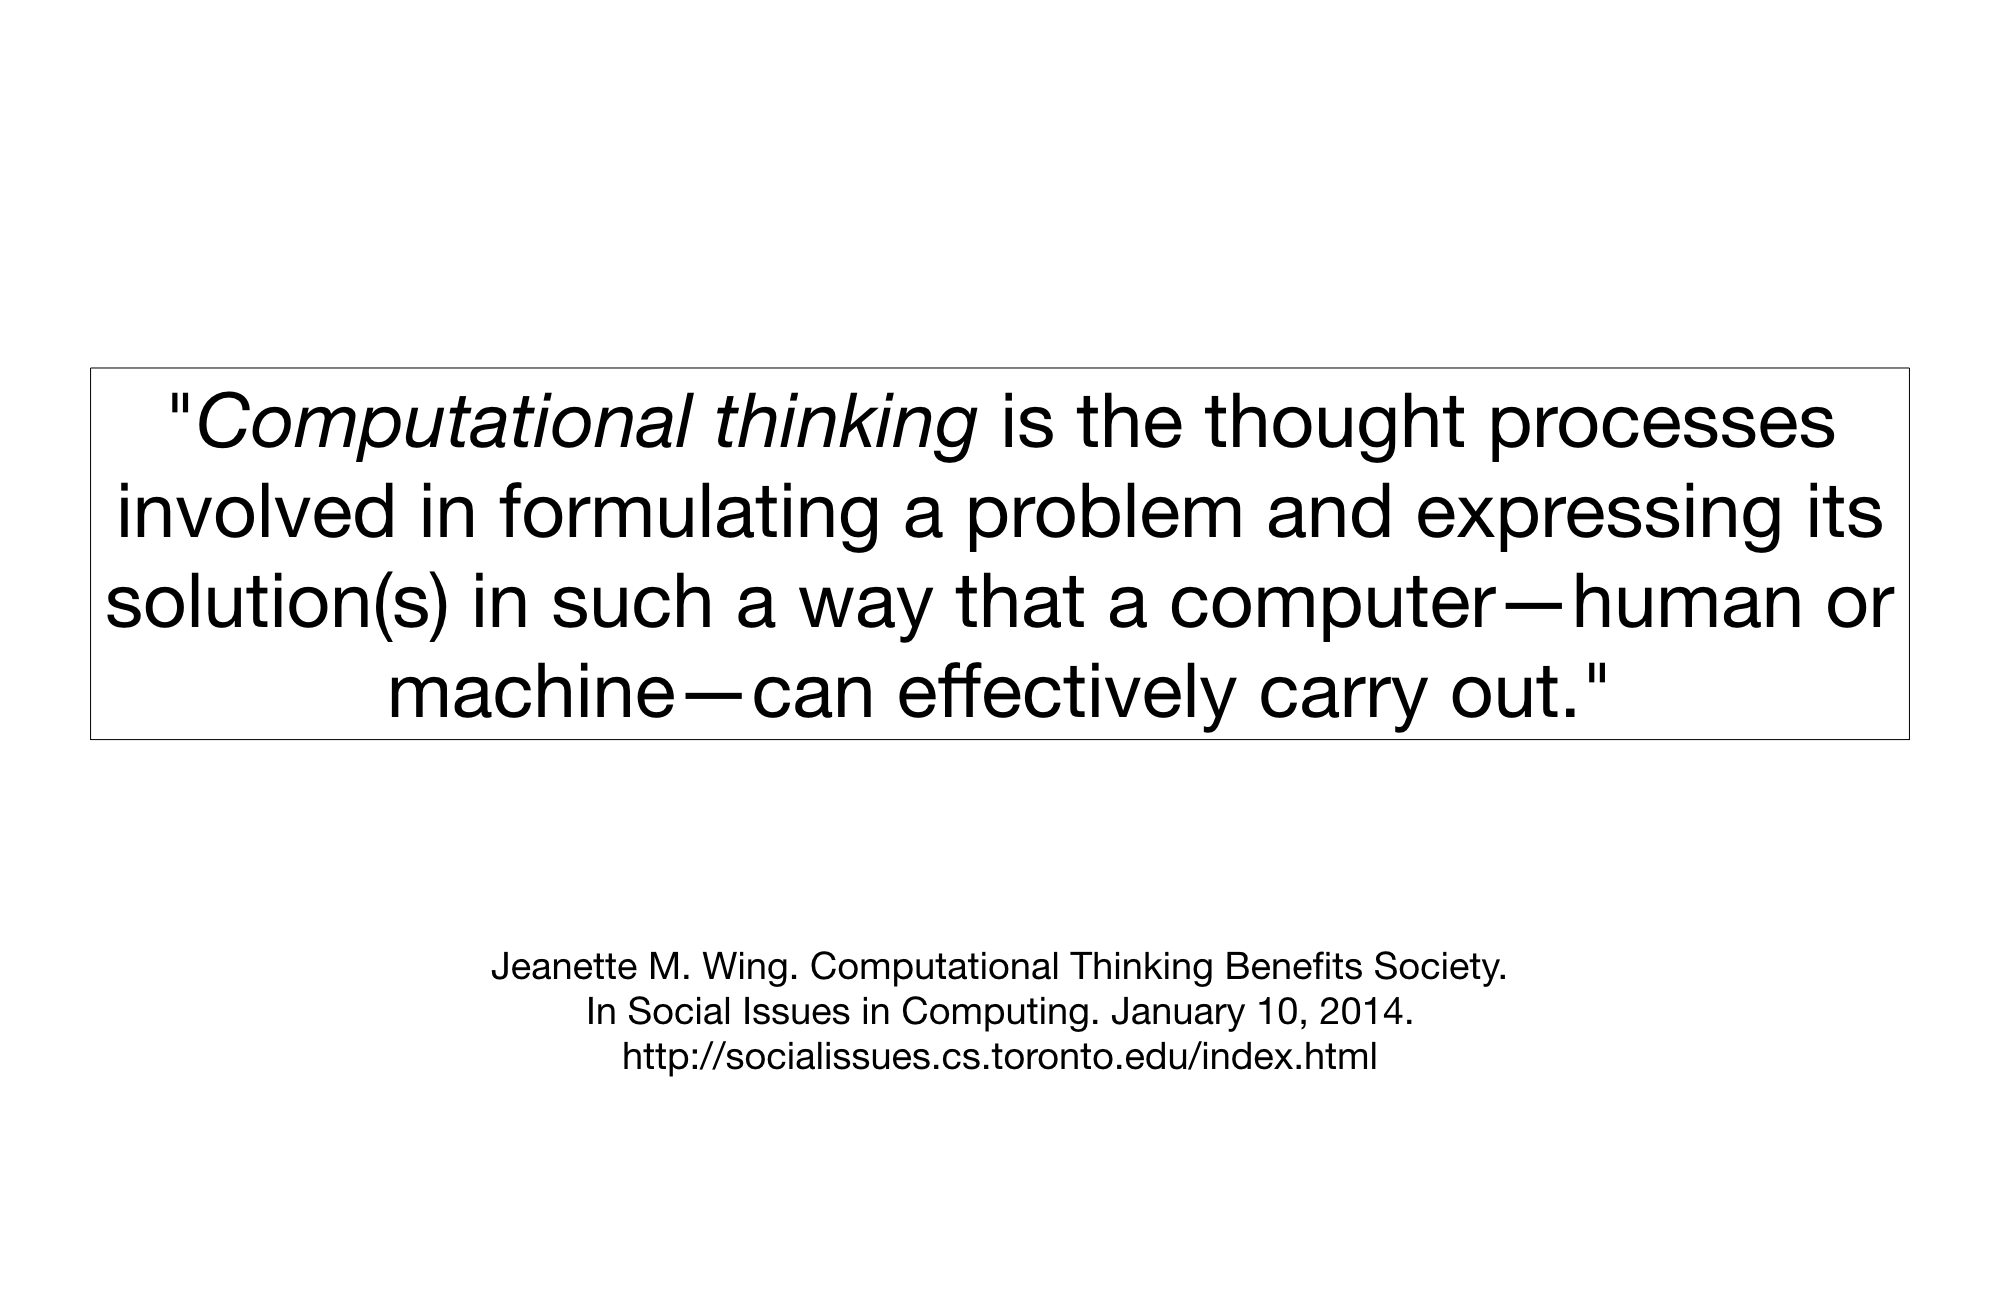 "Computational thinking is the thought processes
involved in formulating a problem and expressing its
solution(s) in such a way that a computer—human or
machine—can effectively carry out."
Jeanette M. Wing. Computational Thinking Benefits Society.
In Social Issues in Computing. January 10, 2014.
http://socialissues.cs.toronto.edu/index.html